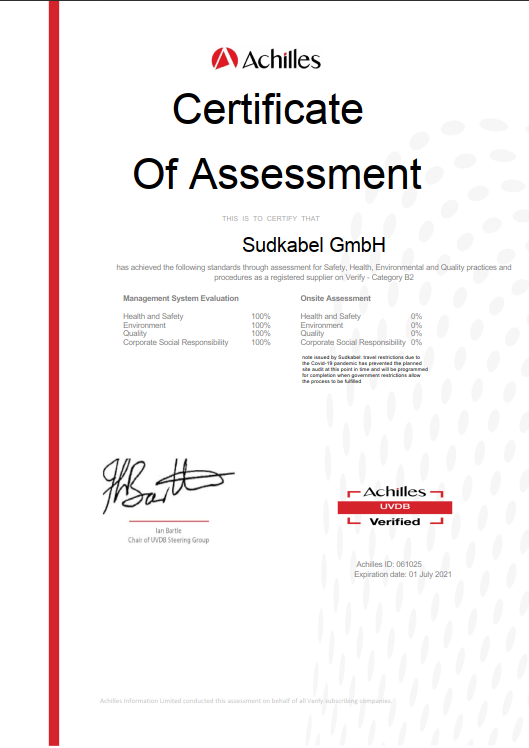 Achilles
Certificate
Of Assessment
THIS IS TO CERTIFY THAT
Sudkabel GmbH
has achieved the following standards through assessment for Safety, Health, Environmental and Quality practices and
procedures as a registered supplier on Verify - Category B2
Management System Evaluation
Health and Safety 100%
Environment 100%
Quality 100%
Corporate Social Responsibility 100%
Onsite Assessment
Health and Safety 0%
Environment 0%
Quality 0%
Corporate Social Responsibility 0%
note issued by Sudkabel: travel restrictions due to
the Covid-19 pandemic has prevented the planned
site audit at this point in time and will be programmed
for completion when government restrictions allow
the process to be fulfilled
Ian Bartle
Chair of UVDB Steering Group
Achilles
UVDB
Verified
Achilles ID: 061025
Expiration date: 01 July 2021
Achilles Information Limited conducted this assessment on behalf of all Verify subscribing companies.